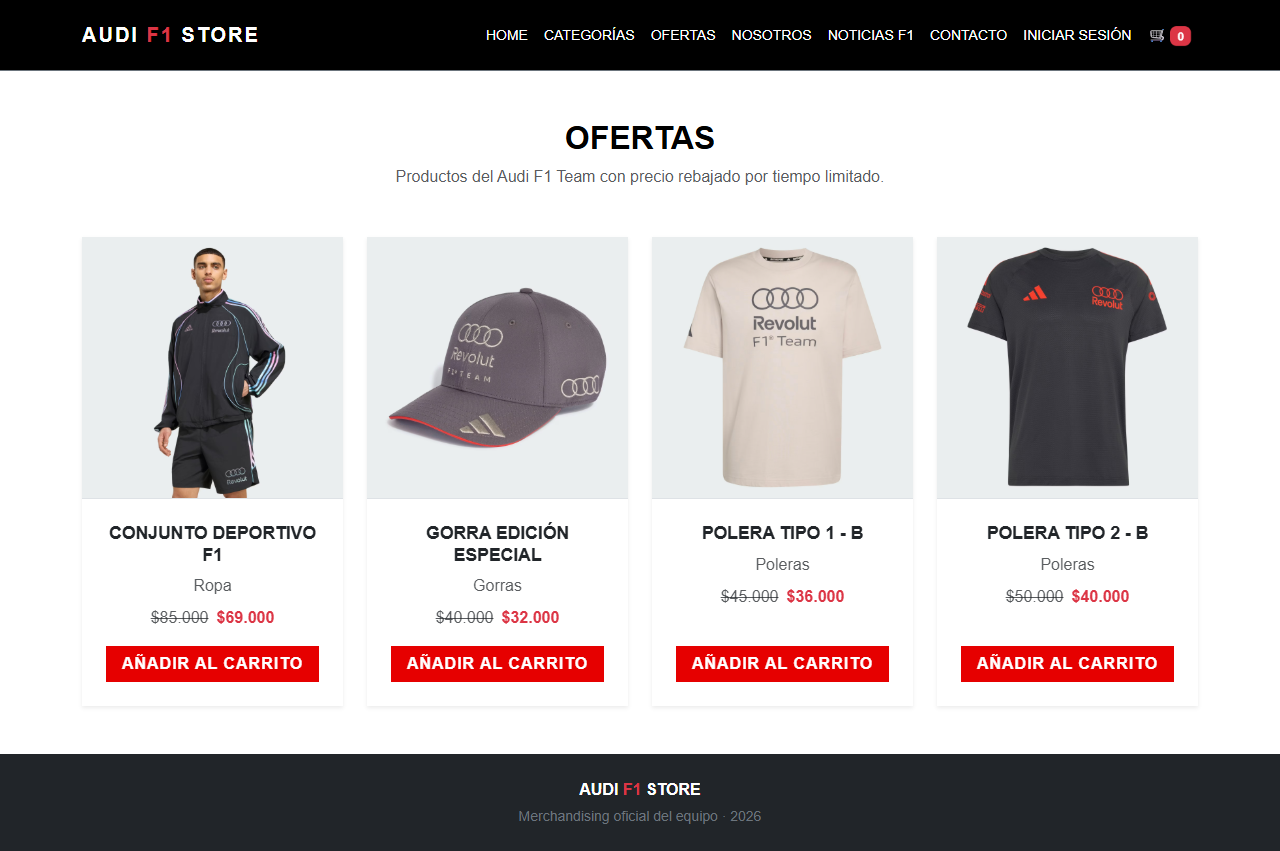 AUDI F1 STORE
HOME CATEGORÍAS OFERTAS NOSOTROS NOTICIAS F1 CONTACTO INICIAR SESIÓN 0
OFERTAS
Productos del Audi F1 Team con precio rebajado por tiempo limitado.
Revolut
Revolut
Revolut
F1® TEAM
Revolut
F1® Team
Revolut
CONJUNTO DEPORTIVO
F1
Ropa
$85.000 $69.000
AÑADIR AL CARRITO
GORRA EDICIÓN
ESPECIAL
Gorras
$40.000 $32.000
AÑADIR AL CARRITO
POLERA TIPO 1 - B
Poleras
$45.000 $36.000
AÑADIR AL CARRITO
POLERA TIPO 2 - B
Poleras
$50.000 $40.000
AÑADIR AL CARRITO
AUDI F1 STORE
Merchandising oficial del equipo · 2026